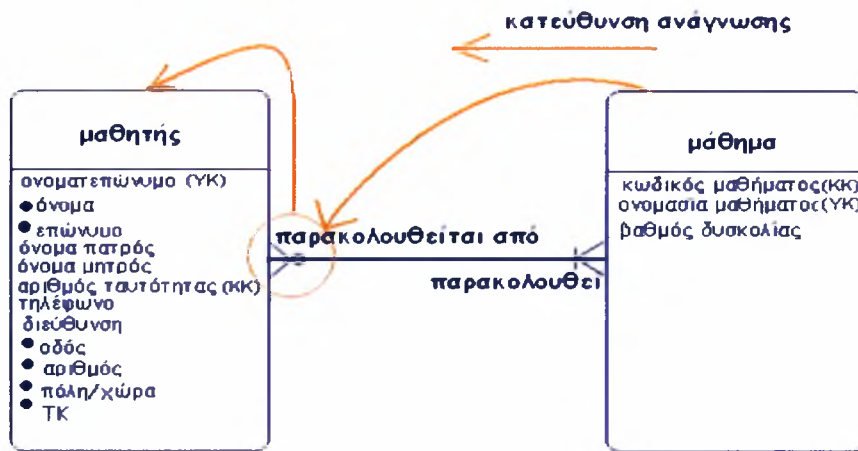 κατεύθυνση ανάγνωσης
μαθητής
ονοματεπώνυμο (ΥΚ)
● όνομα
● επώνυμο
όνομα πατρός
όνομα μητρός
αριθμός ταυτότητας (ΚΚ)
τηλέφωνο
διεύθυνση
● οδός
● αριθμός
● πόλη/χώρα
● ΤΚ
παρακολουθείται από
παρακολουθεί
μάθημα
κωδικός μαθήματος(ΚΚ)
ονομασία μαθήματος(ΥΚ)
βαθμός δυσκολίας